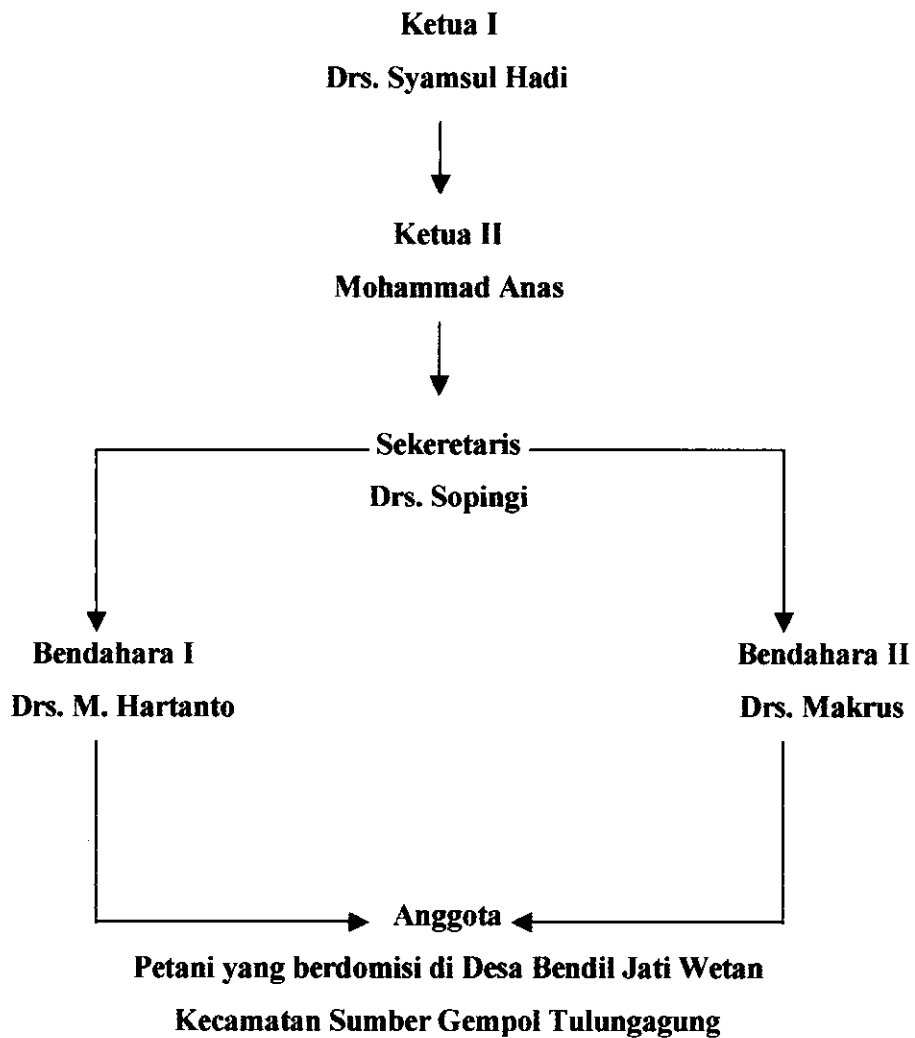 Ketua I
Drs. Syamsul Hadi
Ketua II
Mohammad Anas
Sekeretaris
Drs. Sopingi
Bendahara I
Drs. M. Hartanto
Bendahara II
Drs. Makrus
Anggota
Petani yang berdomisi di Desa Bendil Jati Wetan
Kecamatan Sumber Gempol Tulungagung